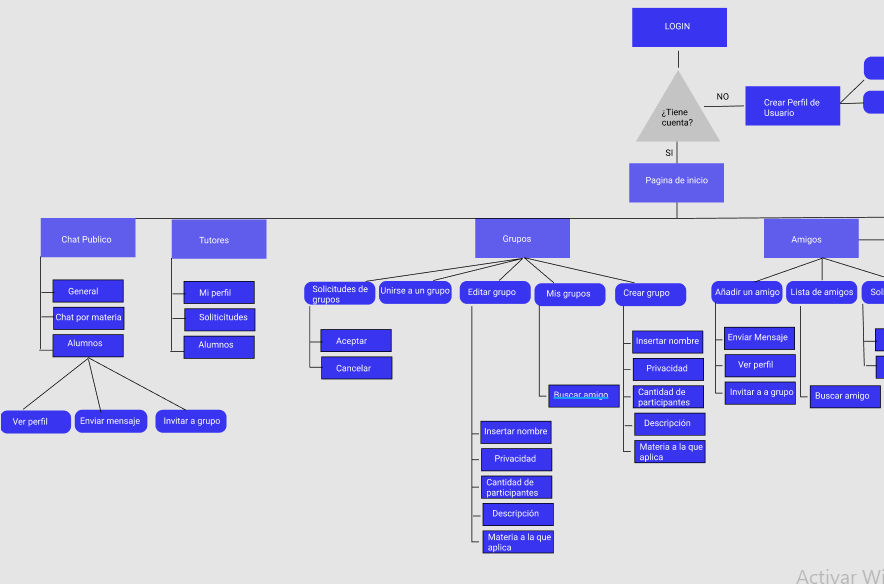 LOGIN
¿Tiene
cuenta?
NO
Crear Perfil de
Usuario
SI
Pagina de inicio
Chat Publico
Tutores
Grupos
Amigos
General
Chat por materia
Alumnos
Ver perfil
Enviar mensaje
Invitar a grupo
Mi perfil
Soliticitudes
Alumnos
Solicitudes de
grupos
Unirse a un grupo
Editar grupo
Mis grupos
Crear grupo
Añadir un amigo
Lista de amigos
Soli
Aceptar
Cancelar
Insertar nombre
Privacidad
Cantidad de
participantes
Descripción
Materia a la que
aplica
Buscar amigo
Insertar nombre
Privacidad
Cantidad de
participantes
Descripción
Materia a la que
aplica
Enviar Mensaje
Ver perfil
Invitar a a grupo
Buscar amigo
Activar Wi